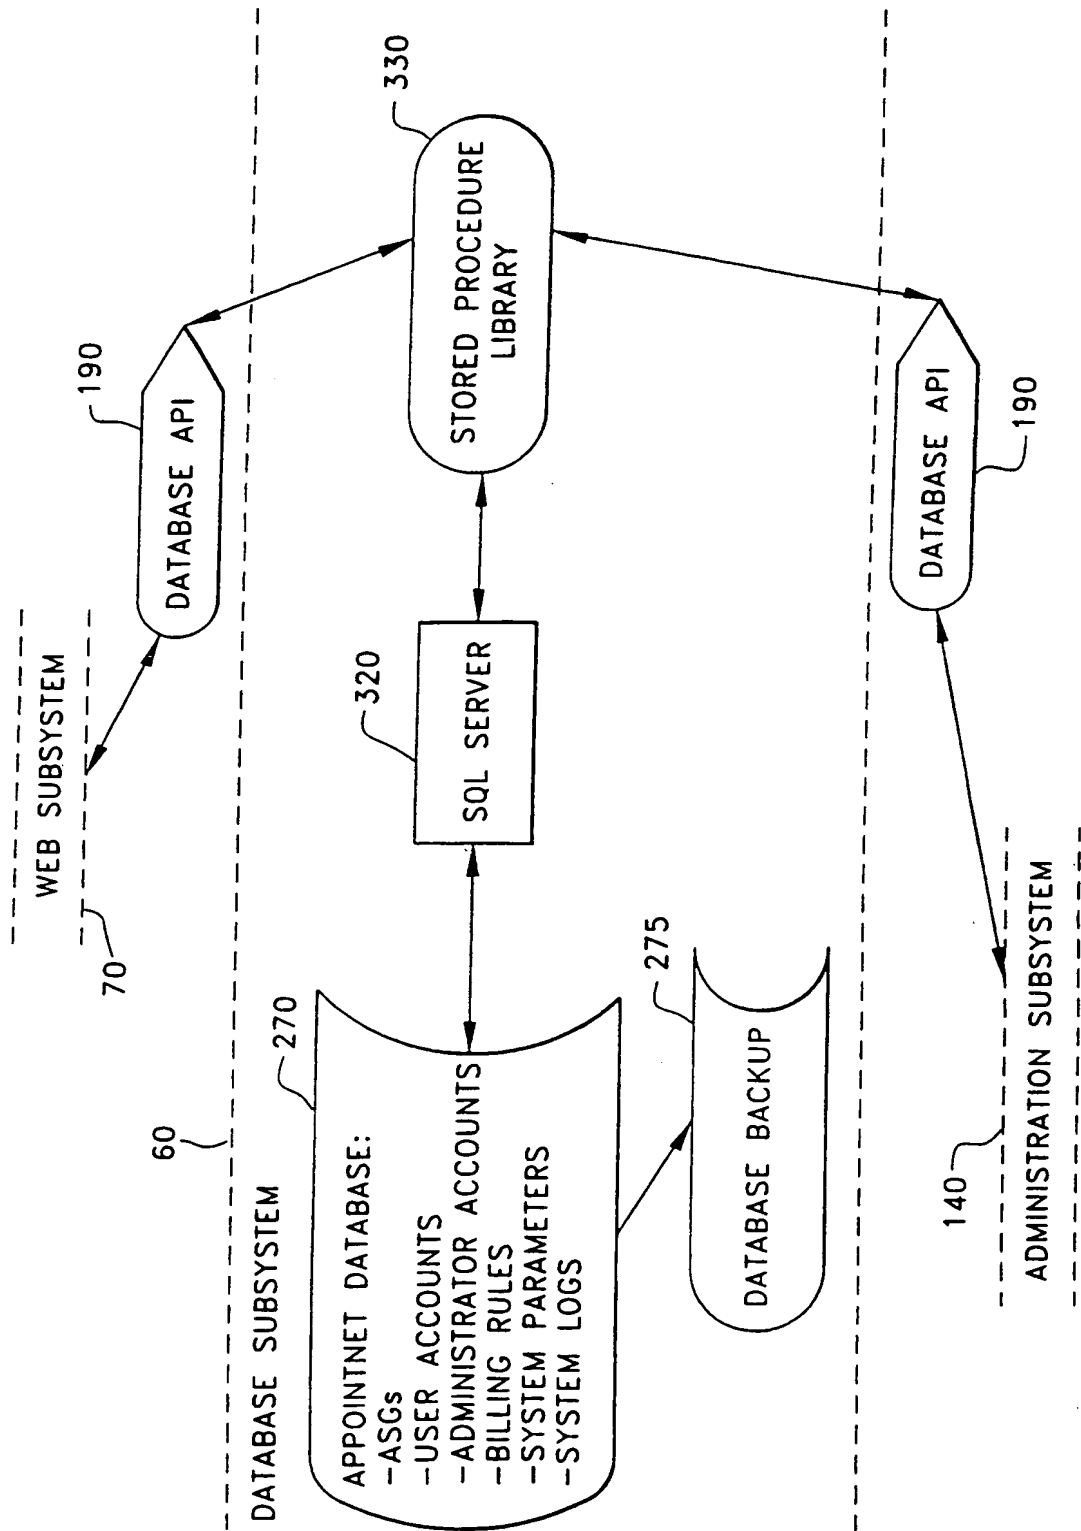 WEB SUBSYSTEM
70
190
DATABASE API
60
DATABASE SUBSYSTEM
270
APPOINTNET DATABASE:
-ASGs
-USER ACCOUNTS
-ADMINISTRATOR ACCOUNTS
-BILLING RULES
-SYSTEM PARAMETERS
-SYSTEM LOGS
320
SQL SERVER
330
STORED PROCEDURE
LIBRARY
275
DATABASE BACKUP
DATABASE API
190
140
ADMINISTRATION SUBSYSTEM